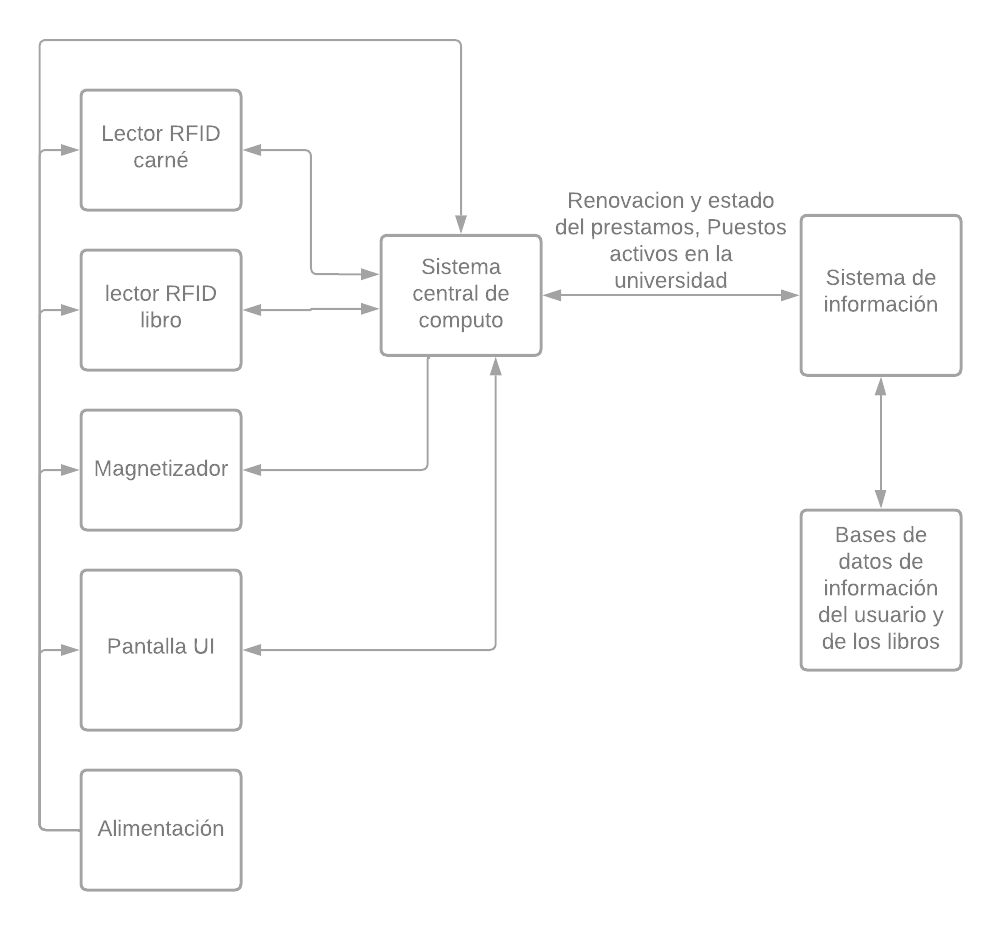 Lector RFID
carné
lector RFID
libro
Magnetizador
Pantalla UI
Alimentación
Sistema
central de
computo
Renovacion y estado
del prestamos, Puestos
activos en la
universidad
Sistema de
información
Bases de
datos de
información
del usuario y
de los libros